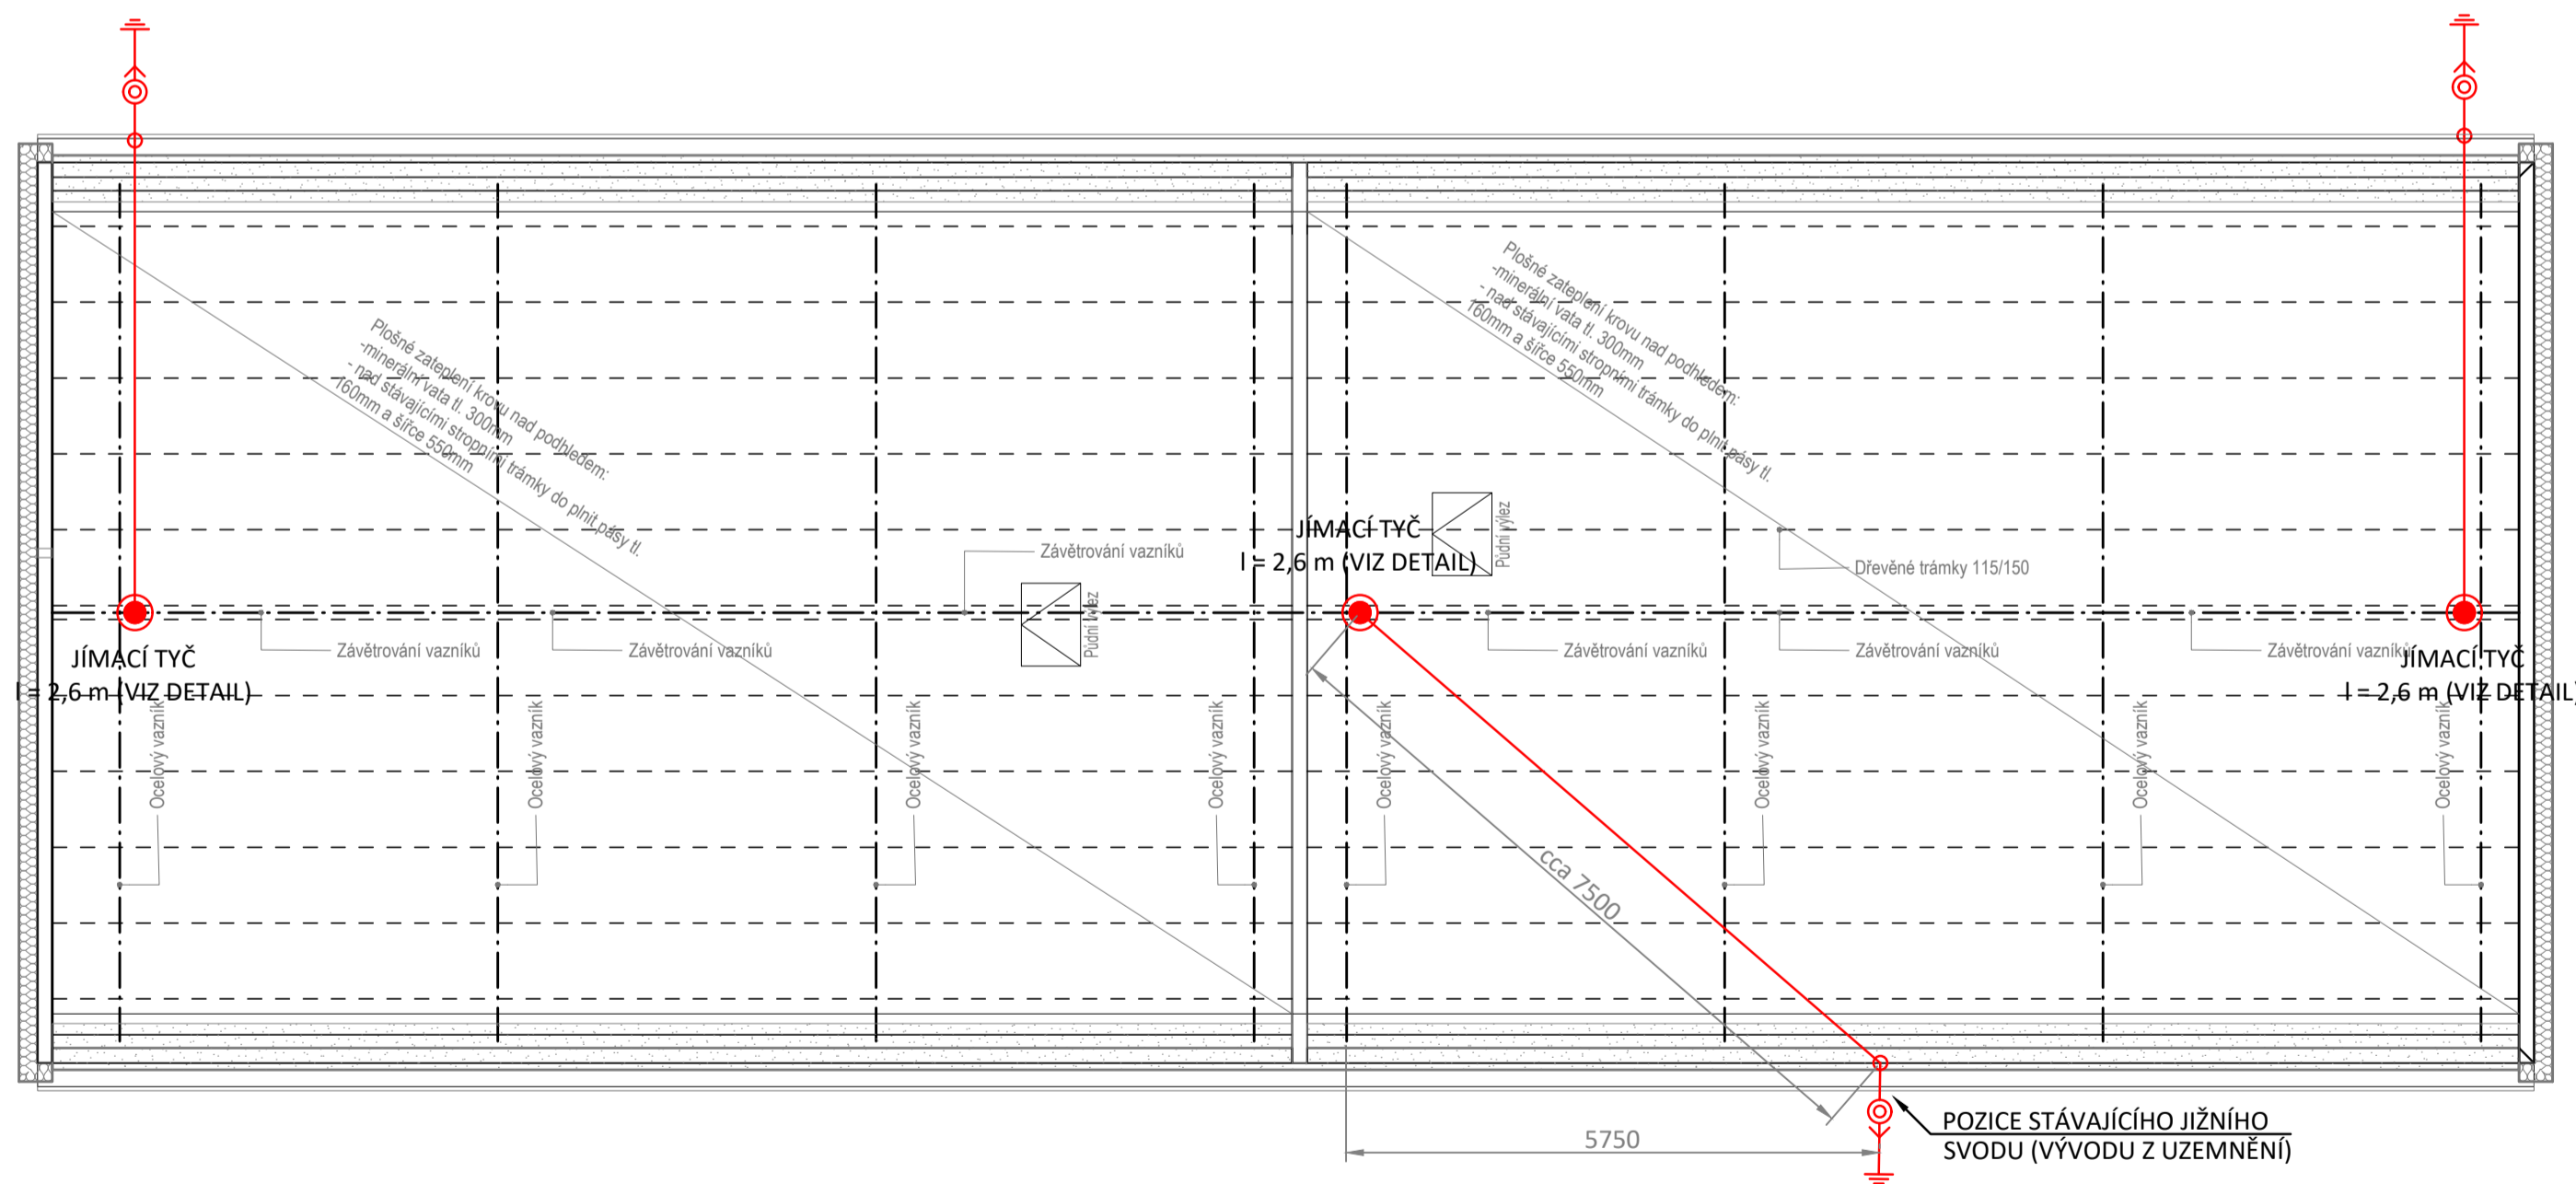 Plošné zateplení krovu nad podhledem:
-minerální vata tl. 300mm
- nad stávajícími stropními trámky do plnit pásy tl.
160mm a šířce 550mm
Plošné zateplení krovu nad podhledem:
-minerální vata tl. 300mm
- nad stávajícími stropními trámky do plnit pásy tl.
160mm a šířce 550mm
JÍMACÍ TYČ
l = 2,6 m (VIZ DETAIL)
Půdní výlez
Závětrování vazníků
Dřevěné trámky 115/150
Půdní výlez
JÍMACÍ TYČ
l = 2,6 m (VIZ DETAIL)
Závětrování vazníků
Závětrování vazníků
Závětrování vazníků
Závětrování vazníků
Závětrování vazníků
JÍMACÍ TYČ
l = 2,6 m (VIZ DETAIL)
Ocelový vazník
Ocelový vazník
Ocelový vazník
Ocelový vazník
Ocelový vazník
Ocelový vazník
Ocelový vazník
Ocelový vazník
cca 7500
5750
POZICE STÁVAJÍCÍHO JIŽNÍHO
SVODU (VÝVODU Z UZEMNĚNÍ)